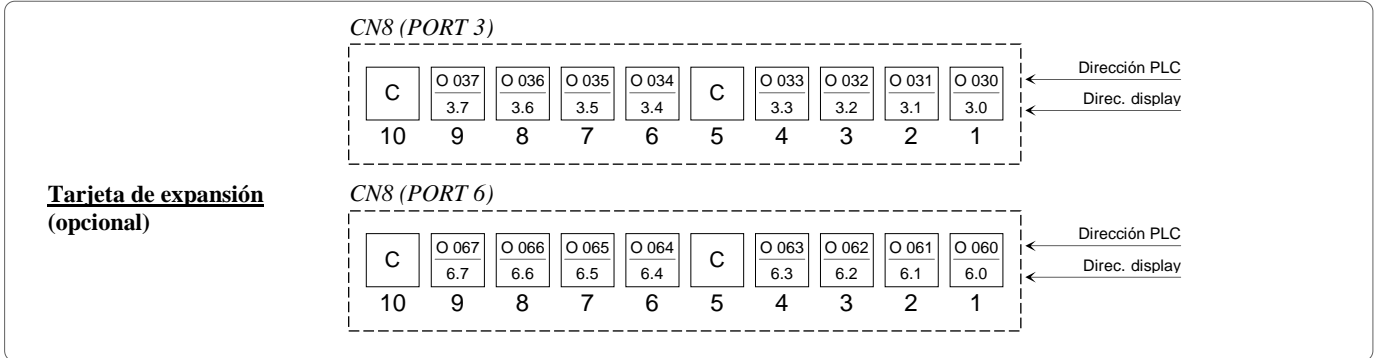 CN8 (PORT 3)
C O 037 O 036 O 035 O 034 C O 033 O 032 O 031 O 030 Dirección PLC
3.7 3.6 3.5 3.4 3.3 3.2 3.1 3.0 Direc. display
10 9 8 7 6 5 4 3 2 1
Tarjeta de expansión
(opcional)
CN8 (PORT 6)
C O 067 O 066 O 065 O 064 C O 063 O 062 O 061 O 060 Dirección PLC
6.7 6.6 6.5 6.4 6.3 6.2 6.1 6.0 Direc. display
10 9 8 7 6 5 4 3 2 1